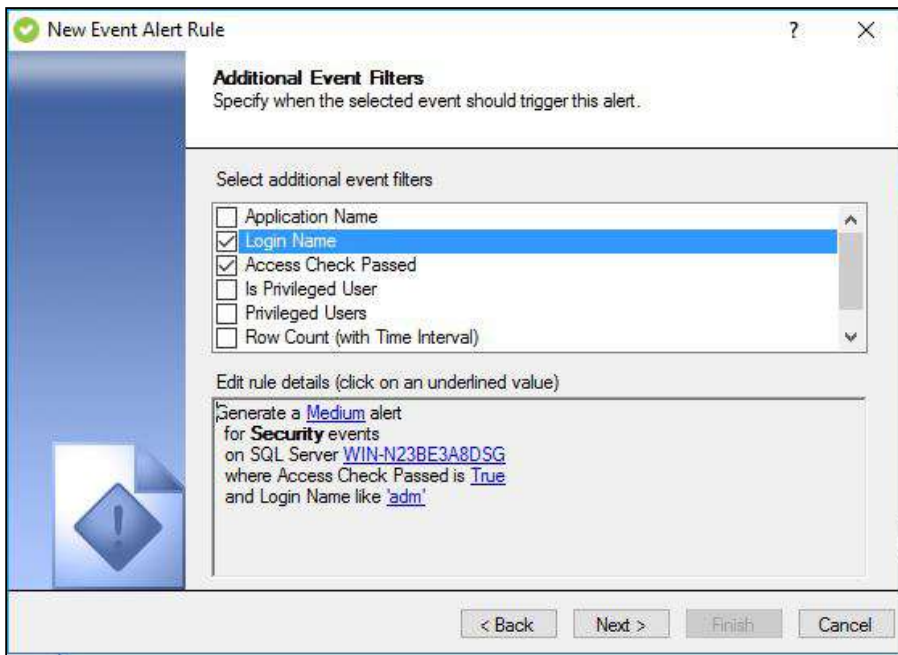 New Event Alert Rule
?
Additional Event Filters
Specify when the selected event should trigger this alert.
Select additional event filters
Application Name
Login Name
Access Check Passed
Is Privileged User
Privileged Users
Row Count (with Time Interval)
Edit rule details (click on an underlined value)
Generate a Medium alert
for Security events
on SQL Server WIN-N23BE3A8DSG
where Access Check Passed is True
and Login Name like 'adm'
< Back Next > Finish Cancel